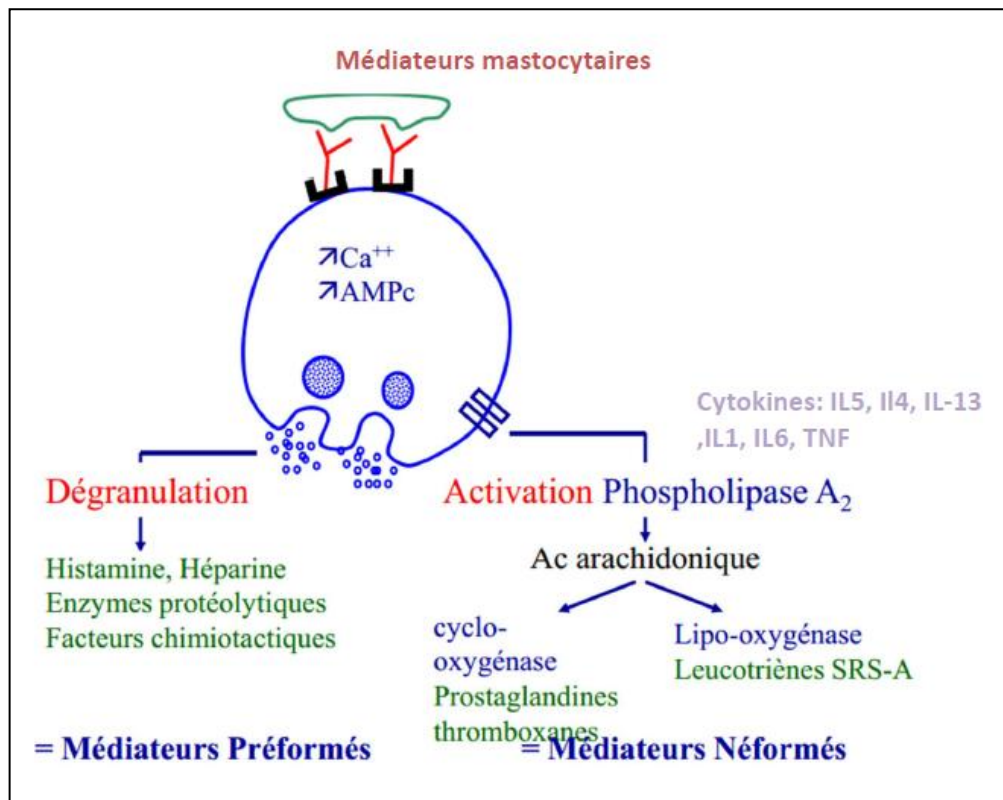 Médiateurs mastocytaires
↗Ca⁺⁺
↗AMPc
Cytokines: IL5, Il4, IL-13
,IL1, IL6, TNF
Dégranulation
Activation Phospholipase A₂
Histamine, Héparine
Enzymes protéolytiques
Facteurs chimiotactiques
Ac arachidonique
cyclo-
oxygénase
Prostaglandines
thromboxanes
Lipo-oxygénase
Leucotriènes SRS-A
= Médiateurs Préformés
= Médiateurs Néformés